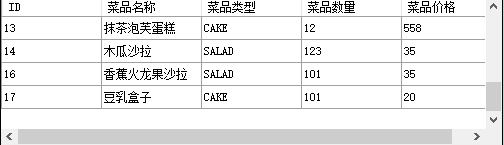 ID 菜品名称 菜品类型 菜品数量 菜品价格
13 抹茶泡芙蛋糕 CAKE 12 558
14 木瓜沙拉 SALAD 123 35
16 香蕉火龙果沙拉 SALAD 101 35
17 豆乳盒子 CAKE 101 20